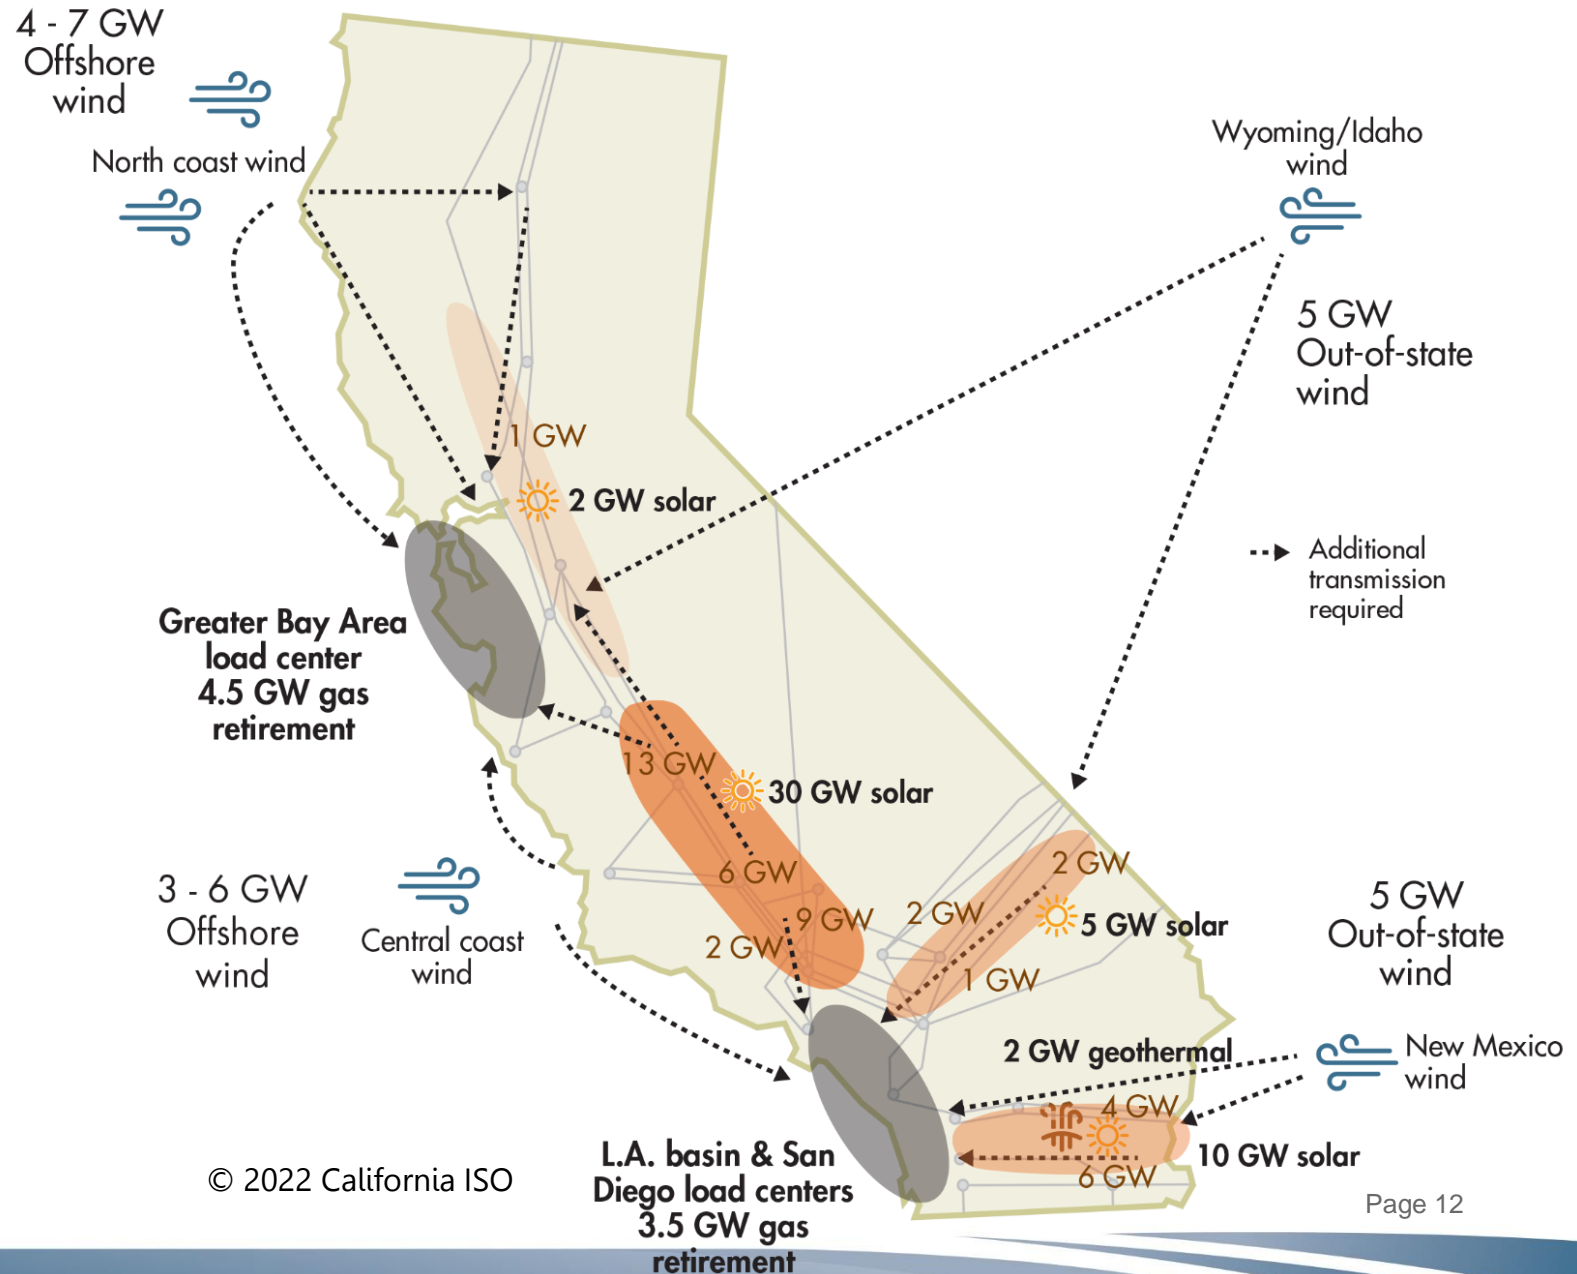 4 - 7 GW
Offshore
wind
North coast wind
Wyoming/Idaho
wind
5 GW
Out-of-state
wind
1 GW
2 GW solar
Additional
transmission
required
Greater Bay Area
load center
4.5 GW gas
retirement
13 GW
30 GW solar
6 GW
9 GW
2 GW
3 - 6 GW
Offshore
wind
Central coast
wind
2 GW
2 GW
5 GW solar
1 GW
5 GW
Out-of-state
wind
2 GW geothermal
New Mexico
wind
4 GW
10 GW solar
6 GW
L.A. basin & San
Diego load centers
3.5 GW gas
retirement
© 2022 California ISO
Page 12